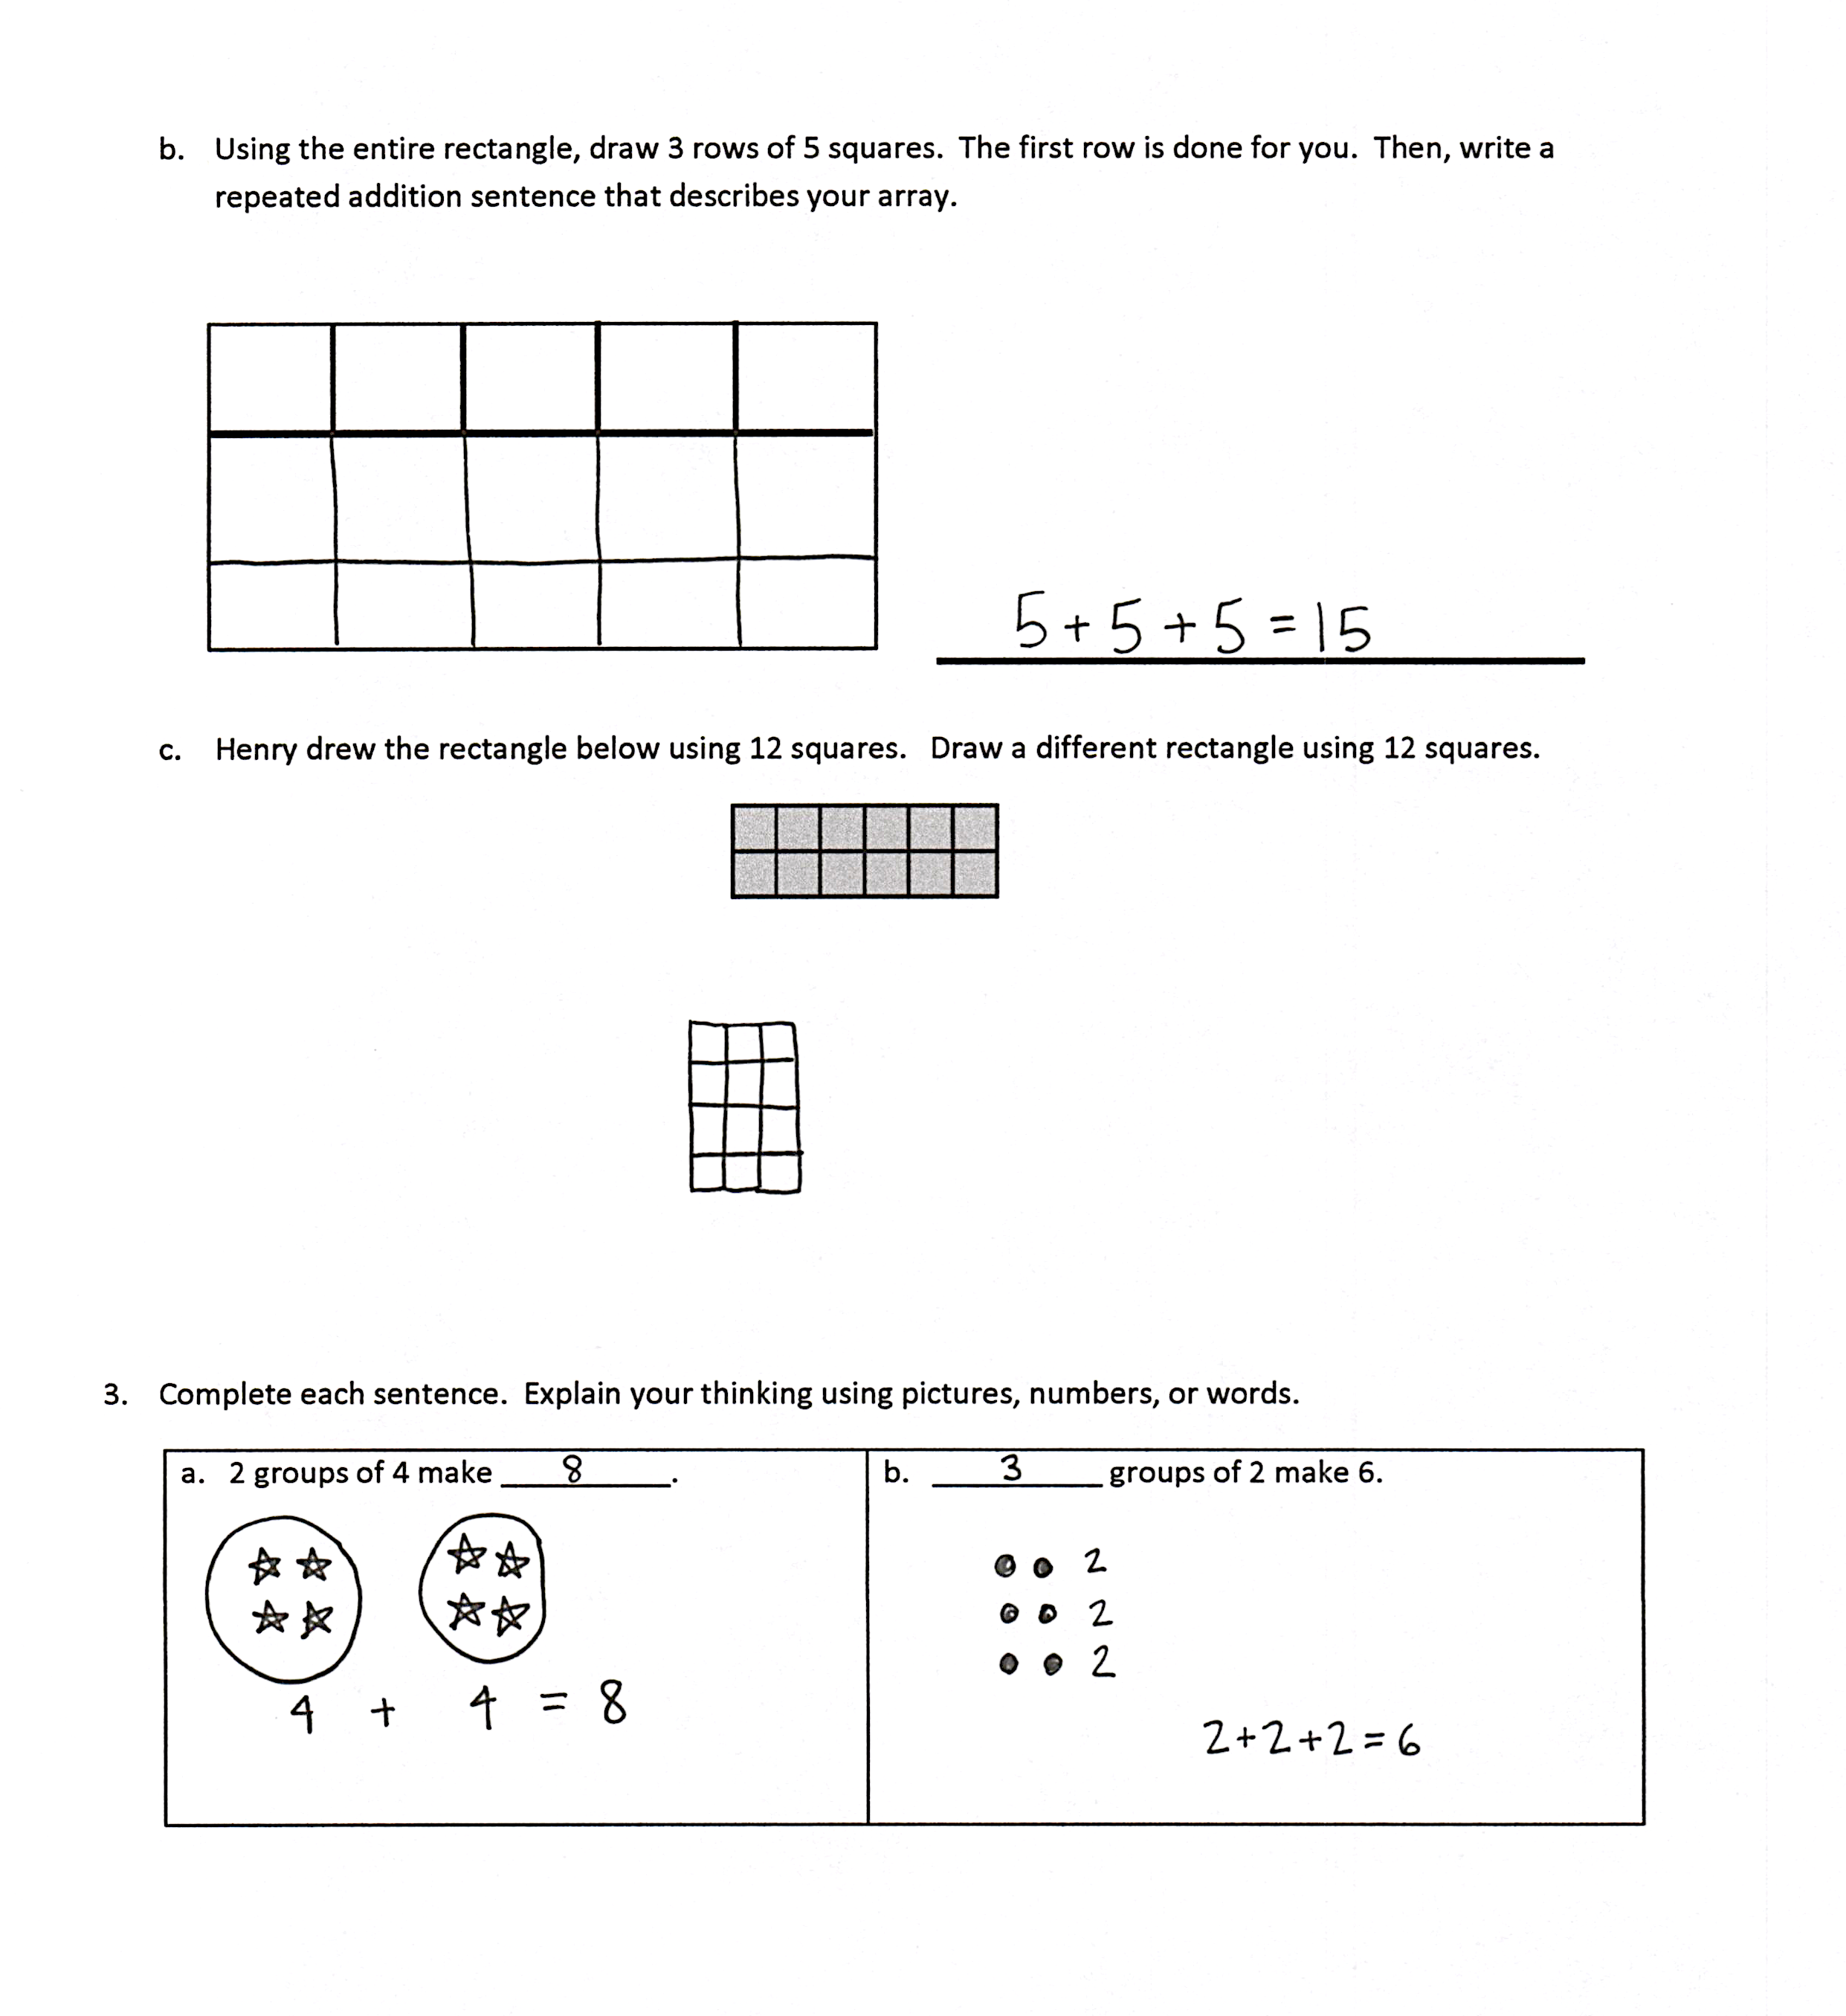 b. Using the entire rectangle, draw 3 rows of 5 squares. The first row is done for you. Then, write a
repeated addition sentence that describes your array.
5 + 5 + 5 = 15
c. Henry drew the rectangle below using 12 squares. Draw a different rectangle using 12 squares.
3. Complete each sentence. Explain your thinking using pictures, numbers, or words.
a. 2 groups of 4 make 8.
4 + 4 = 8
b. 3 groups of 2 make 6.
2
2
2
2+2+2=6